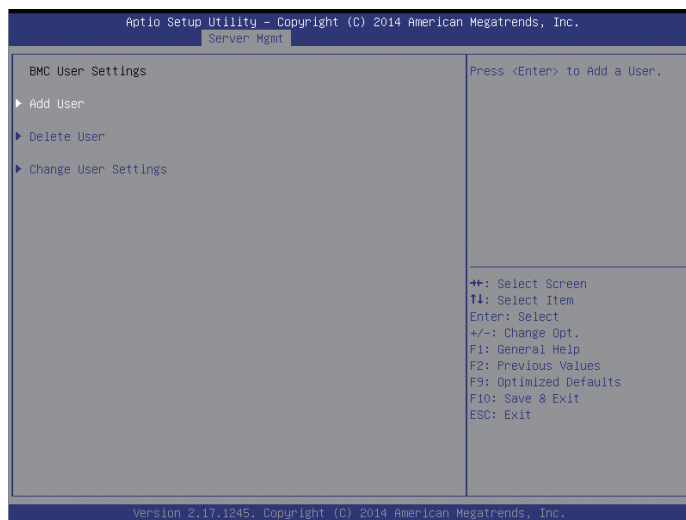 Aptio Setup Utility – Copyright (C) 2014 American Megatrends, Inc.
Server Mgmt
BMC User Settings
▶ Add User
▶ Delete User
▶ Change User Settings
Press <Enter> to Add a User.
→←: Select Screen
↑↓: Select Item
Enter: Select
+/-: Change Opt.
F1: General Help
F2: Previous Values
F9: Optimized Defaults
F10: Save & Exit
ESC: Exit
Version 2.17.1245. Copyright (C) 2014 American Megatrends, Inc.